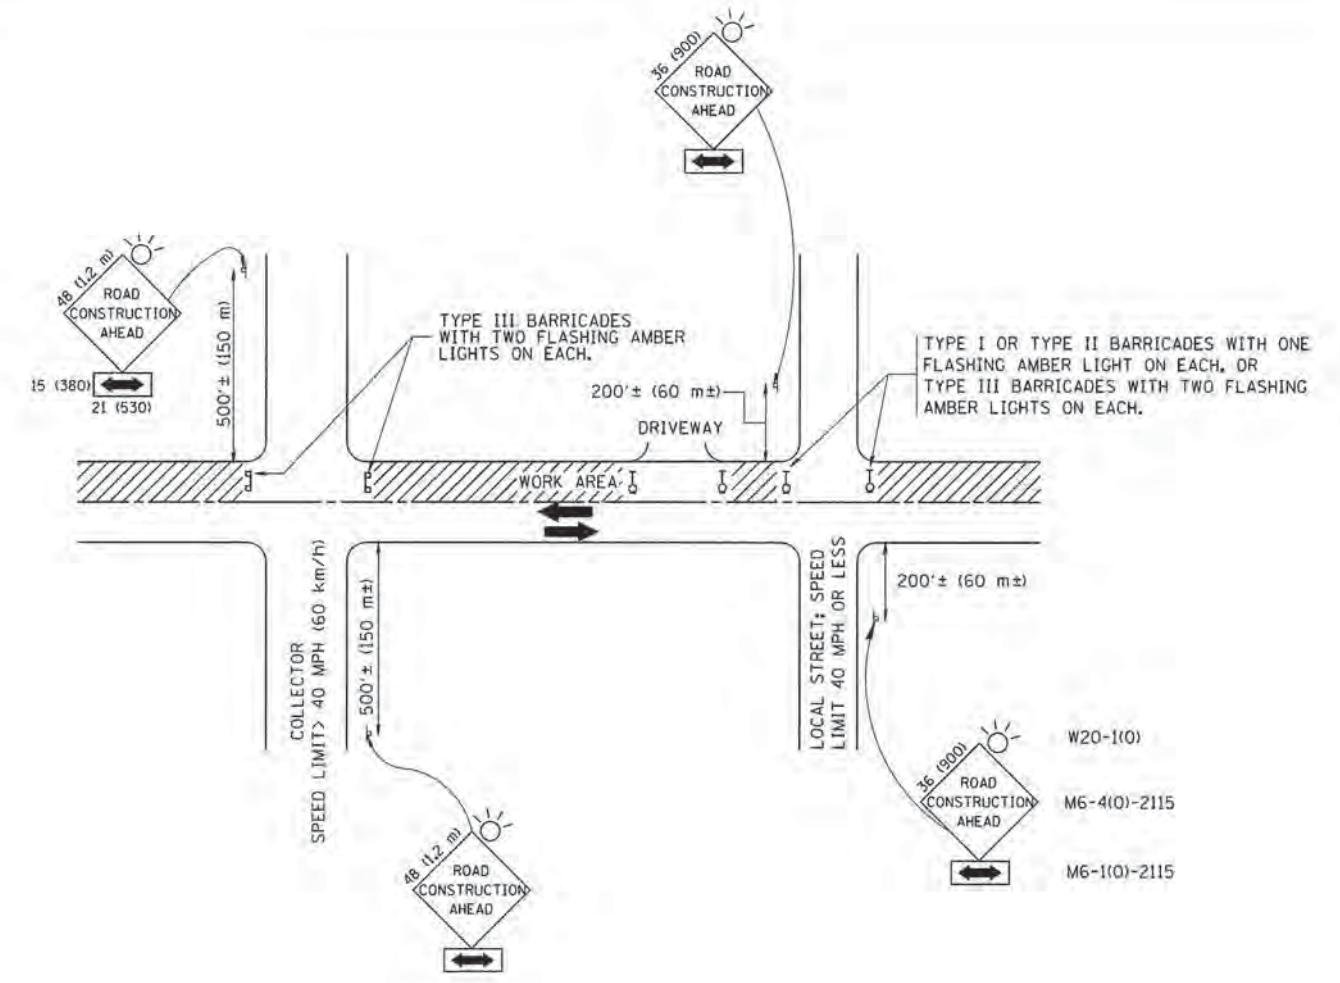 36 (900)
ROAD
CONSTRUCTION
AHEAD
48 (1.2 m)
ROAD
CONSTRUCTION
AHEAD
15 (380)
21 (530)
500'± (150 m)
TYPE III BARRICADES
WITH TWO FLASHING AMBER
LIGHTS ON EACH.
200'± (60 m±)
DRIVEWAY
TYPE I OR TYPE II BARRICADES WITH ONE
FLASHING AMBER LIGHT ON EACH. OR
TYPE III BARRICADES WITH TWO FLASHING
AMBER LIGHTS ON EACH.
WORK AREA
COLLECTOR
SPEED LIMIT> 40 MPH (60 km/h)
500'± (150 m±)
LOCAL STREET; SPEED
LIMIT 40 MPH OR LESS
200'± (60 m±)
36 (900)
ROAD
CONSTRUCTION
AHEAD
W20-1(O)
M6-4(O)-2115
M6-1(O)-2115
48 (1.2 m)
ROAD
CONSTRUCTION
AHEAD